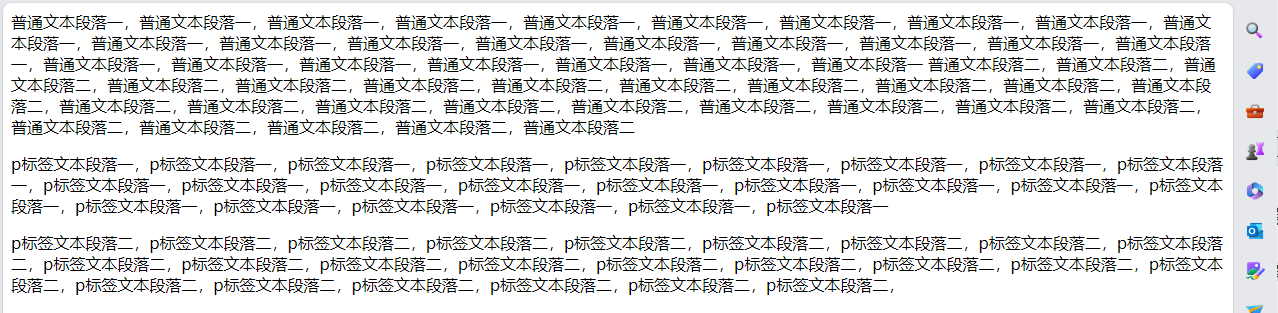 普通文本段落一，普通文本段落一，普通文本段落一，普通文本段落一，普通文本段落一，普通文本段落一，普通文本段落一，普通文本段落一，普通文本段落一，普通文
本段落一，普通文本段落一，普通文本段落一，普通文本段落一，普通文本段落一，普通文本段落一，普通文本段落一，普通文本段落一，普通文本段落一，普通文本段落
一，普通文本段落一，普通文本段落一，普通文本段落一，普通文本段落一，普通文本段落一，普通文本段落一，普通文本段落一 普通文本段落二，普通文本段落二，普通
文本段落二，普通文本段落二，普通文本段落二，普通文本段落二，普通文本段落二，普通文本段落二，普通文本段落二，普通文本段落二，普通文本段落二，普通文本段
落二，普通文本段落二，普通文本段落二，普通文本段落二，普通文本段落二，普通文本段落二，普通文本段落二，普通文本段落二，普通文本段落二，普通文本段落二，
普通文本段落二，普通文本段落二，普通文本段落二，普通文本段落二，普通文本段落二
p标签文本段落一，p标签文本段落一，p标签文本段落一，p标签文本段落一，p标签文本段落一，p标签文本段落一，p标签文本段落一，p标签文本段落一，p标签文本段落
一，p标签文本段落一，p标签文本段落一，p标签文本段落一，p标签文本段落一，p标签文本段落一，p标签文本段落一，p标签文本段落一，p标签文本段落一，p标签文本
段落一，p标签文本段落一，p标签文本段落一，p标签文本段落一，p标签文本段落一，p标签文本段落一，p标签文本段落一
p标签文本段落二，p标签文本段落二，p标签文本段落二，p标签文本段落二，p标签文本段落二，p标签文本段落二，p标签文本段落二，p标签文本段落二，p标签文本段落
二，p标签文本段落二，p标签文本段落二，p标签文本段落二，p标签文本段落二，p标签文本段落二，p标签文本段落二，p标签文本段落二，p标签文本段落二，p标签文本
段落二，p标签文本段落二，p标签文本段落二，p标签文本段落二，p标签文本段落二，p标签文本段落二，p标签文本段落二，